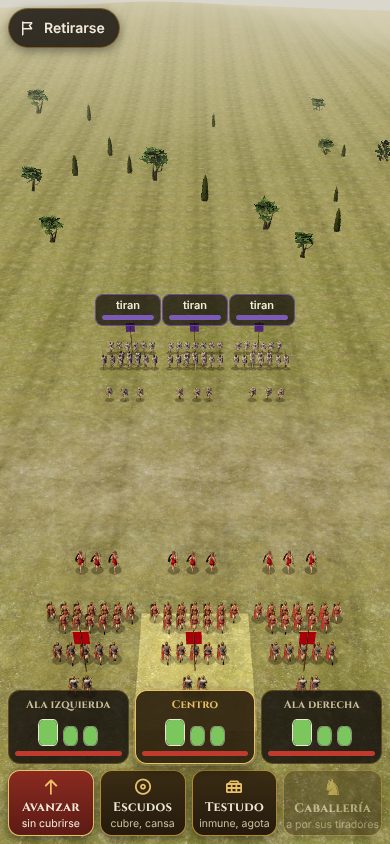 Retirarse
tiran tiran tiran
ALA IZQUIERDA CENTRO ALA DERECHA
AVANZAR ESCUDOS TESTUDO CABALLERÍA
sin cubrirse cubre, cansa inmune, agota a por sus tiradores